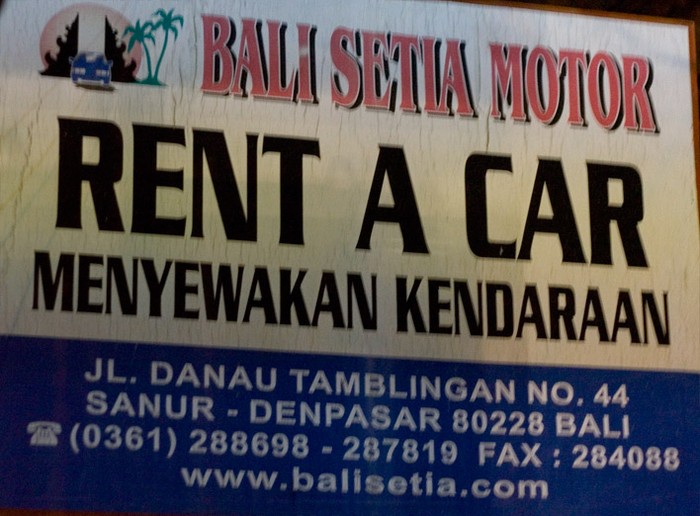 BALI SETIA MOTOR
RENT A CAR
MENYEWAKAN KENDARAAN
JL. DANAU TAMBLINGAN NO. 44
SANUR - DENPASAR 80228 BALI
☎ (0361) 288698 - 287819 FAX : 284088
www.balisetia.com